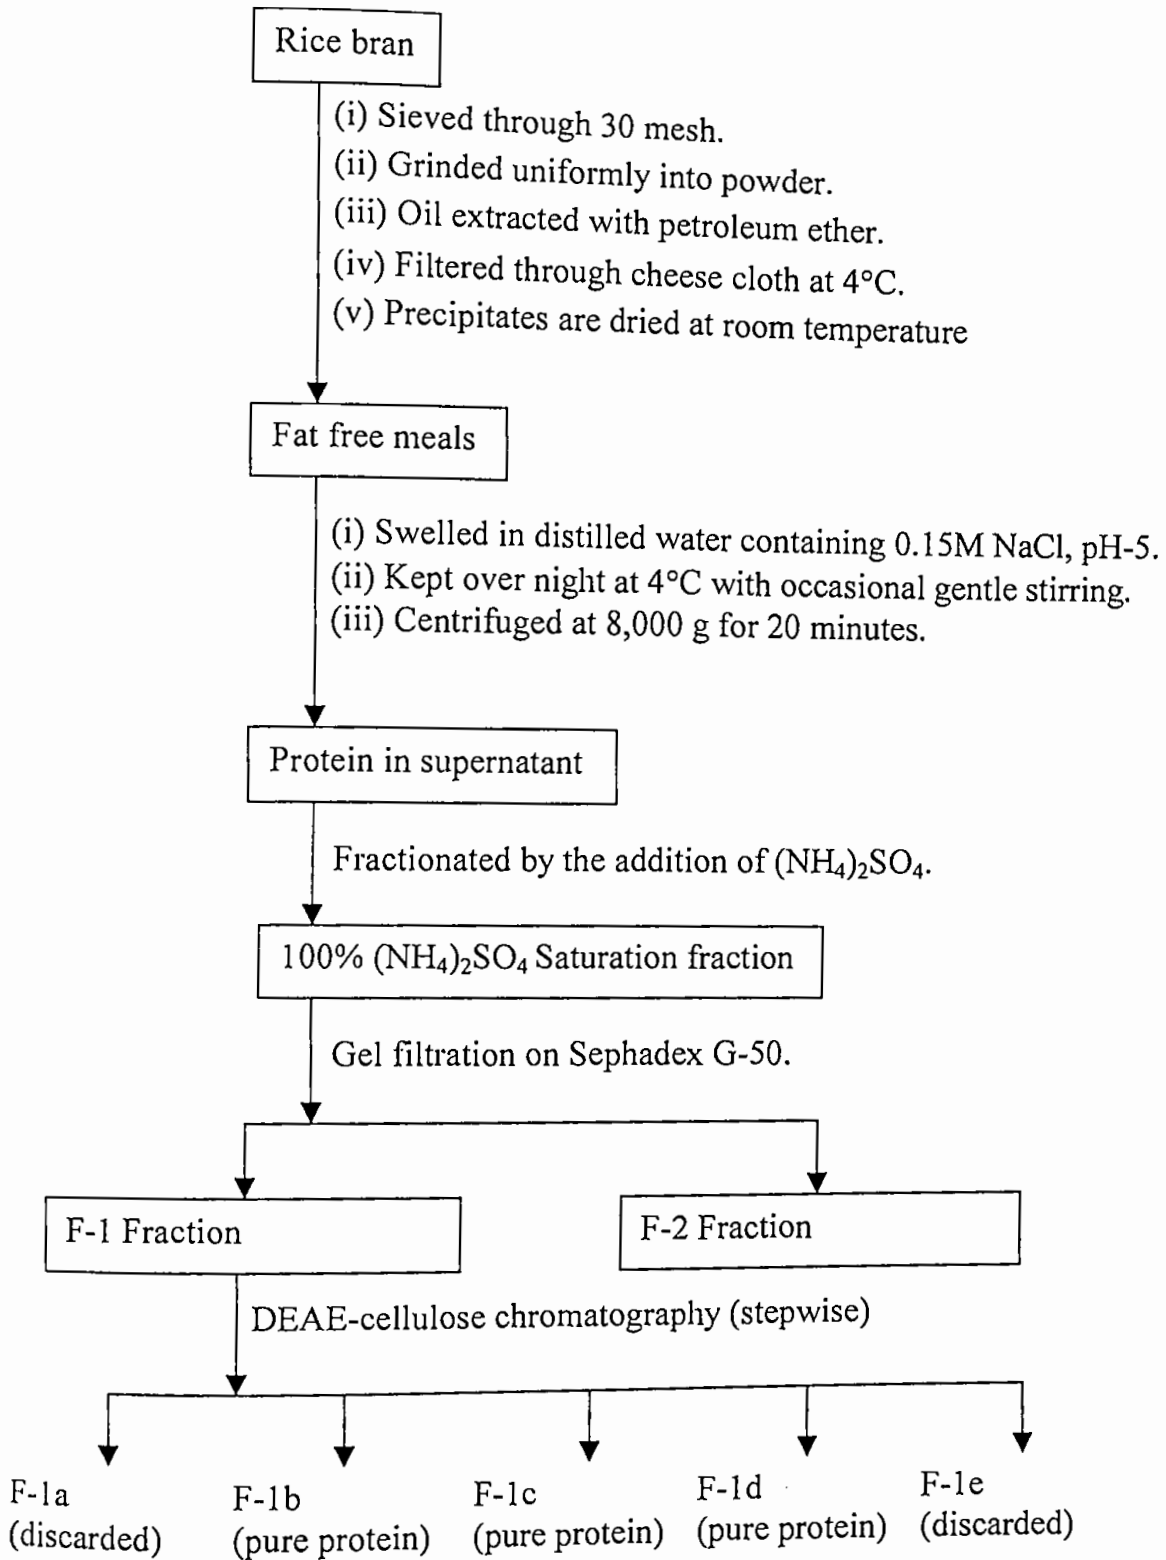 Rice bran
(i) Sieved through 30 mesh.
(ii) Grinded uniformly into powder.
(iii) Oil extracted with petroleum ether.
(iv) Filtered through cheese cloth at 4°C.
(v) Precipitates are dried at room temperature
Fat free meals
(i) Swelled in distilled water containing 0.15M NaCl, pH-5.
(ii) Kept over night at 4°C with occasional gentle stirring.
(iii) Centrifuged at 8,000 g for 20 minutes.
Protein in supernatant
Fractionated by the addition of (NH₄)₂SO₄.
100% (NH₄)₂SO₄ Saturation fraction
Gel filtration on Sephadex G-50.
F-1 Fraction
F-2 Fraction
DEAE-cellulose chromatography (stepwise)
F-1a
(discarded)
F-1b
(pure protein)
F-1c
(pure protein)
F-1d
(pure protein)
F-1e
(discarded)